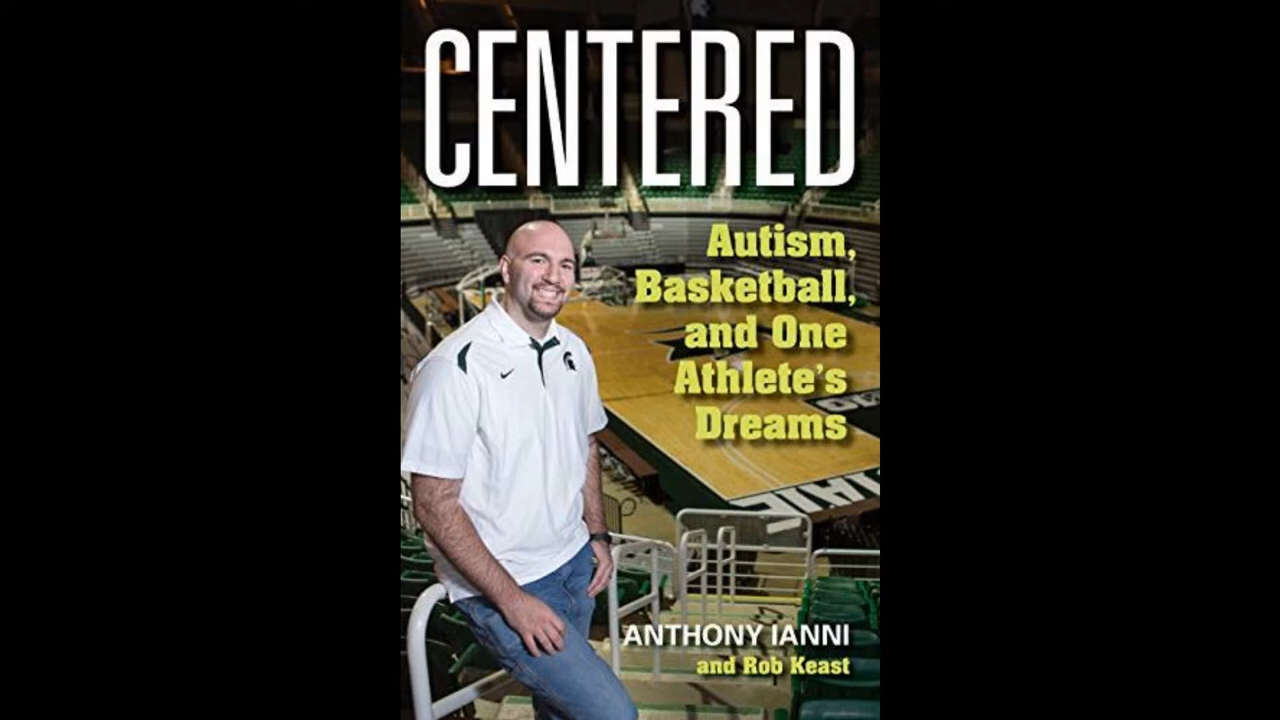 CENTERED
Autism,
Basketball,
and One
Athlete's
Dreams
ANTHONY IANNI
and Rob Keast